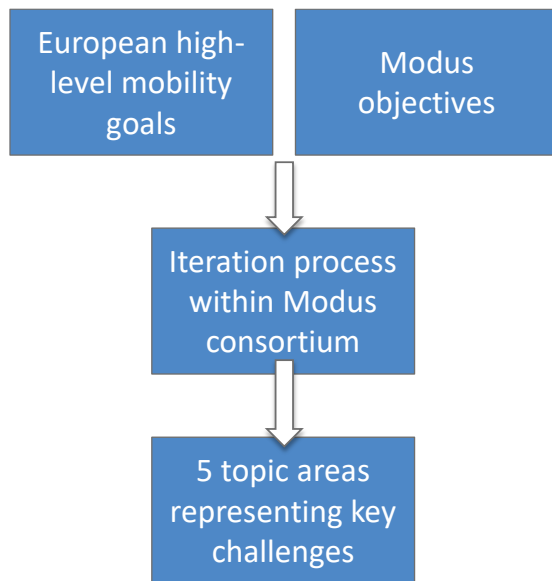 European high-
level mobility
goals
Modus
objectives
Iteration process
within Modus
consortium
5 topic areas
representing key
challenges